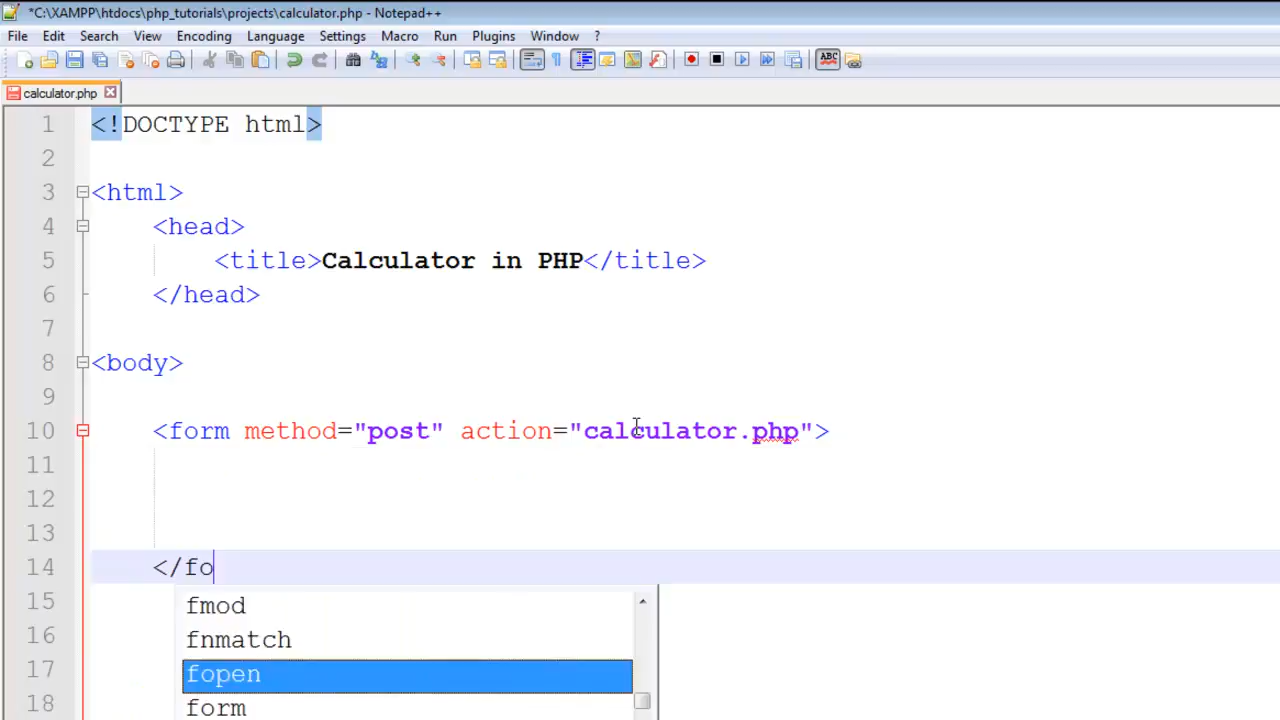 *C:\XAMPP\htdocs\php_tutorials\projects\calculator.php - Notepad++
File Edit Search View Encoding Language Settings Macro Run Plugins Window ?
ABC
calculator.php
1 <!DOCTYPE html>
2
3 <html>
4 <head>
5 <title>Calculator in PHP</title>
6 </head>
7
8 <body>
9
10 <form method="post" action="calculator.php">
11
12
13
14 </fo
15 fmod
16 fnmatch
17 fopen
18 form